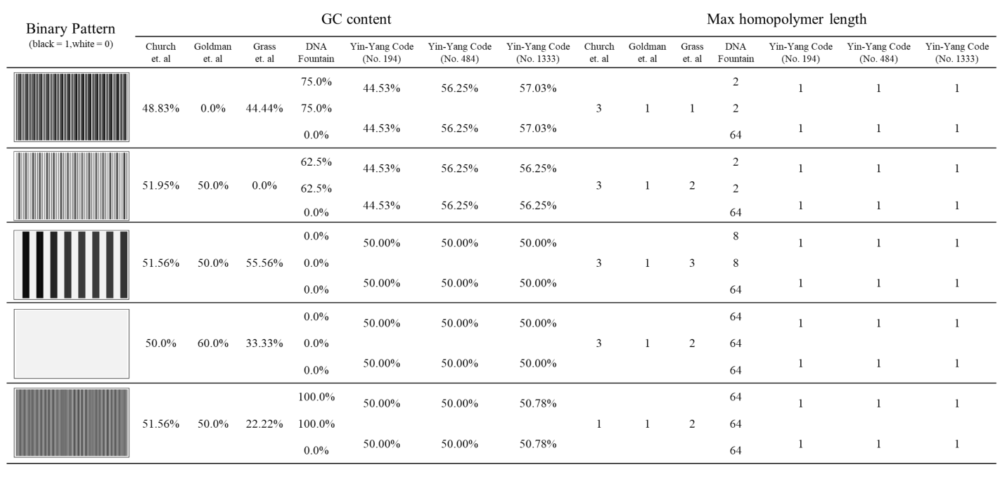 GC content Max homopolymer length
Binary Pattern
(black = 1,white = 0)
Church Goldman Grass DNA Yin-Yang Code Yin-Yang Code Yin-Yang Code Church Goldman Grass DNA Yin-Yang Code Yin-Yang Code Yin-Yang Code
et. al et. al et. al Fountain (No. 194) (No. 484) (No. 1333) et. al et. al et. al Fountain (No. 194) (No. 484) (No. 1333)
75.0% 2
44.53% 56.25% 57.03% 1 1 1
48.83% 0.0% 44.44% 75.0% 3 1 1 2
44.53% 56.25% 57.03% 1 1 1
0.0% 64
62.5% 2
44.53% 56.25% 56.25% 1 1 1
51.95% 50.0% 0.0% 62.5% 3 1 2 2
44.53% 56.25% 56.25% 1 1 1
0.0% 64
0.0% 8
50.00% 50.00% 50.00% 1 1 1
51.56% 50.0% 55.56% 0.0% 3 1 3 8
50.00% 50.00% 50.00% 1 1 1
0.0% 64
0.0% 64
50.00% 50.00% 50.00% 1 1 1
50.0% 60.0% 33.33% 0.0% 3 1 2 64
50.00% 50.00% 50.00% 1 1 1
0.0% 64
100.0% 64
50.00% 50.00% 50.78% 1 1 1
51.56% 50.0% 22.22% 100.0% 1 1 2 64
50.00% 50.00% 50.78% 1 1 1
0.0% 64